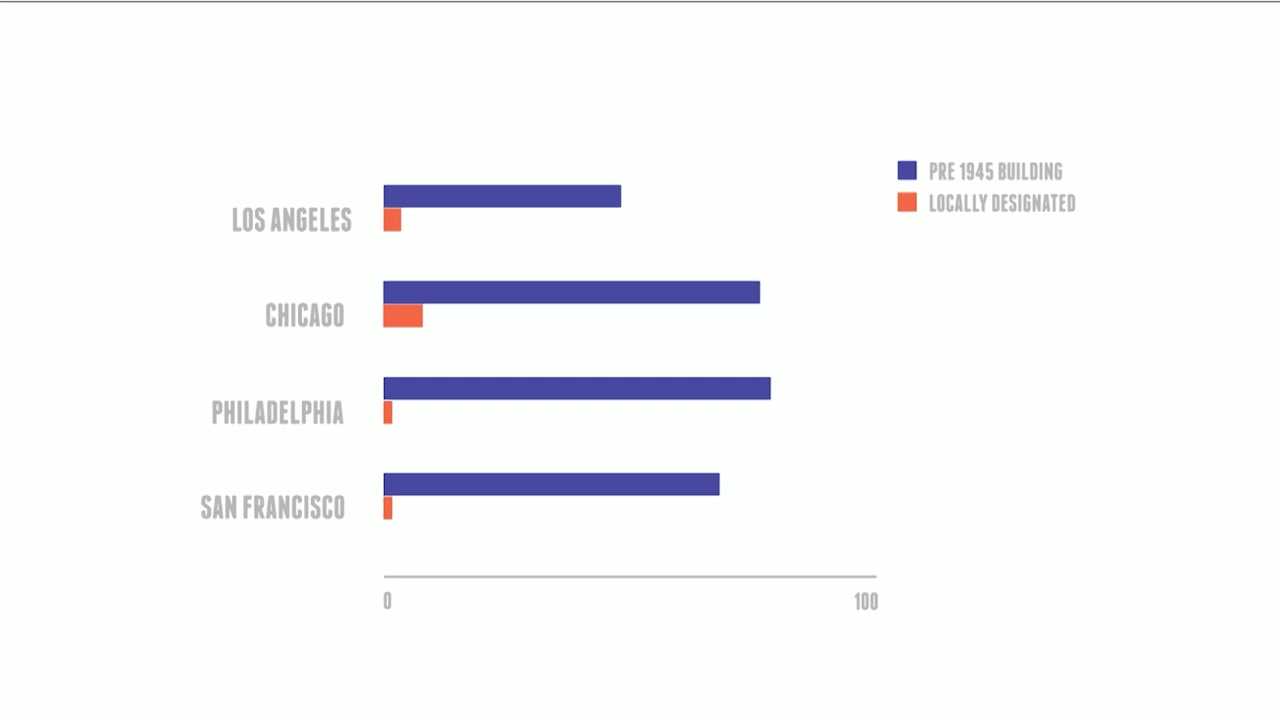 PRE 1945 BUILDING
LOCALLY DESIGNATED
LOS ANGELES
CHICAGO
PHILADELPHIA
SAN FRANCISCO
0 100